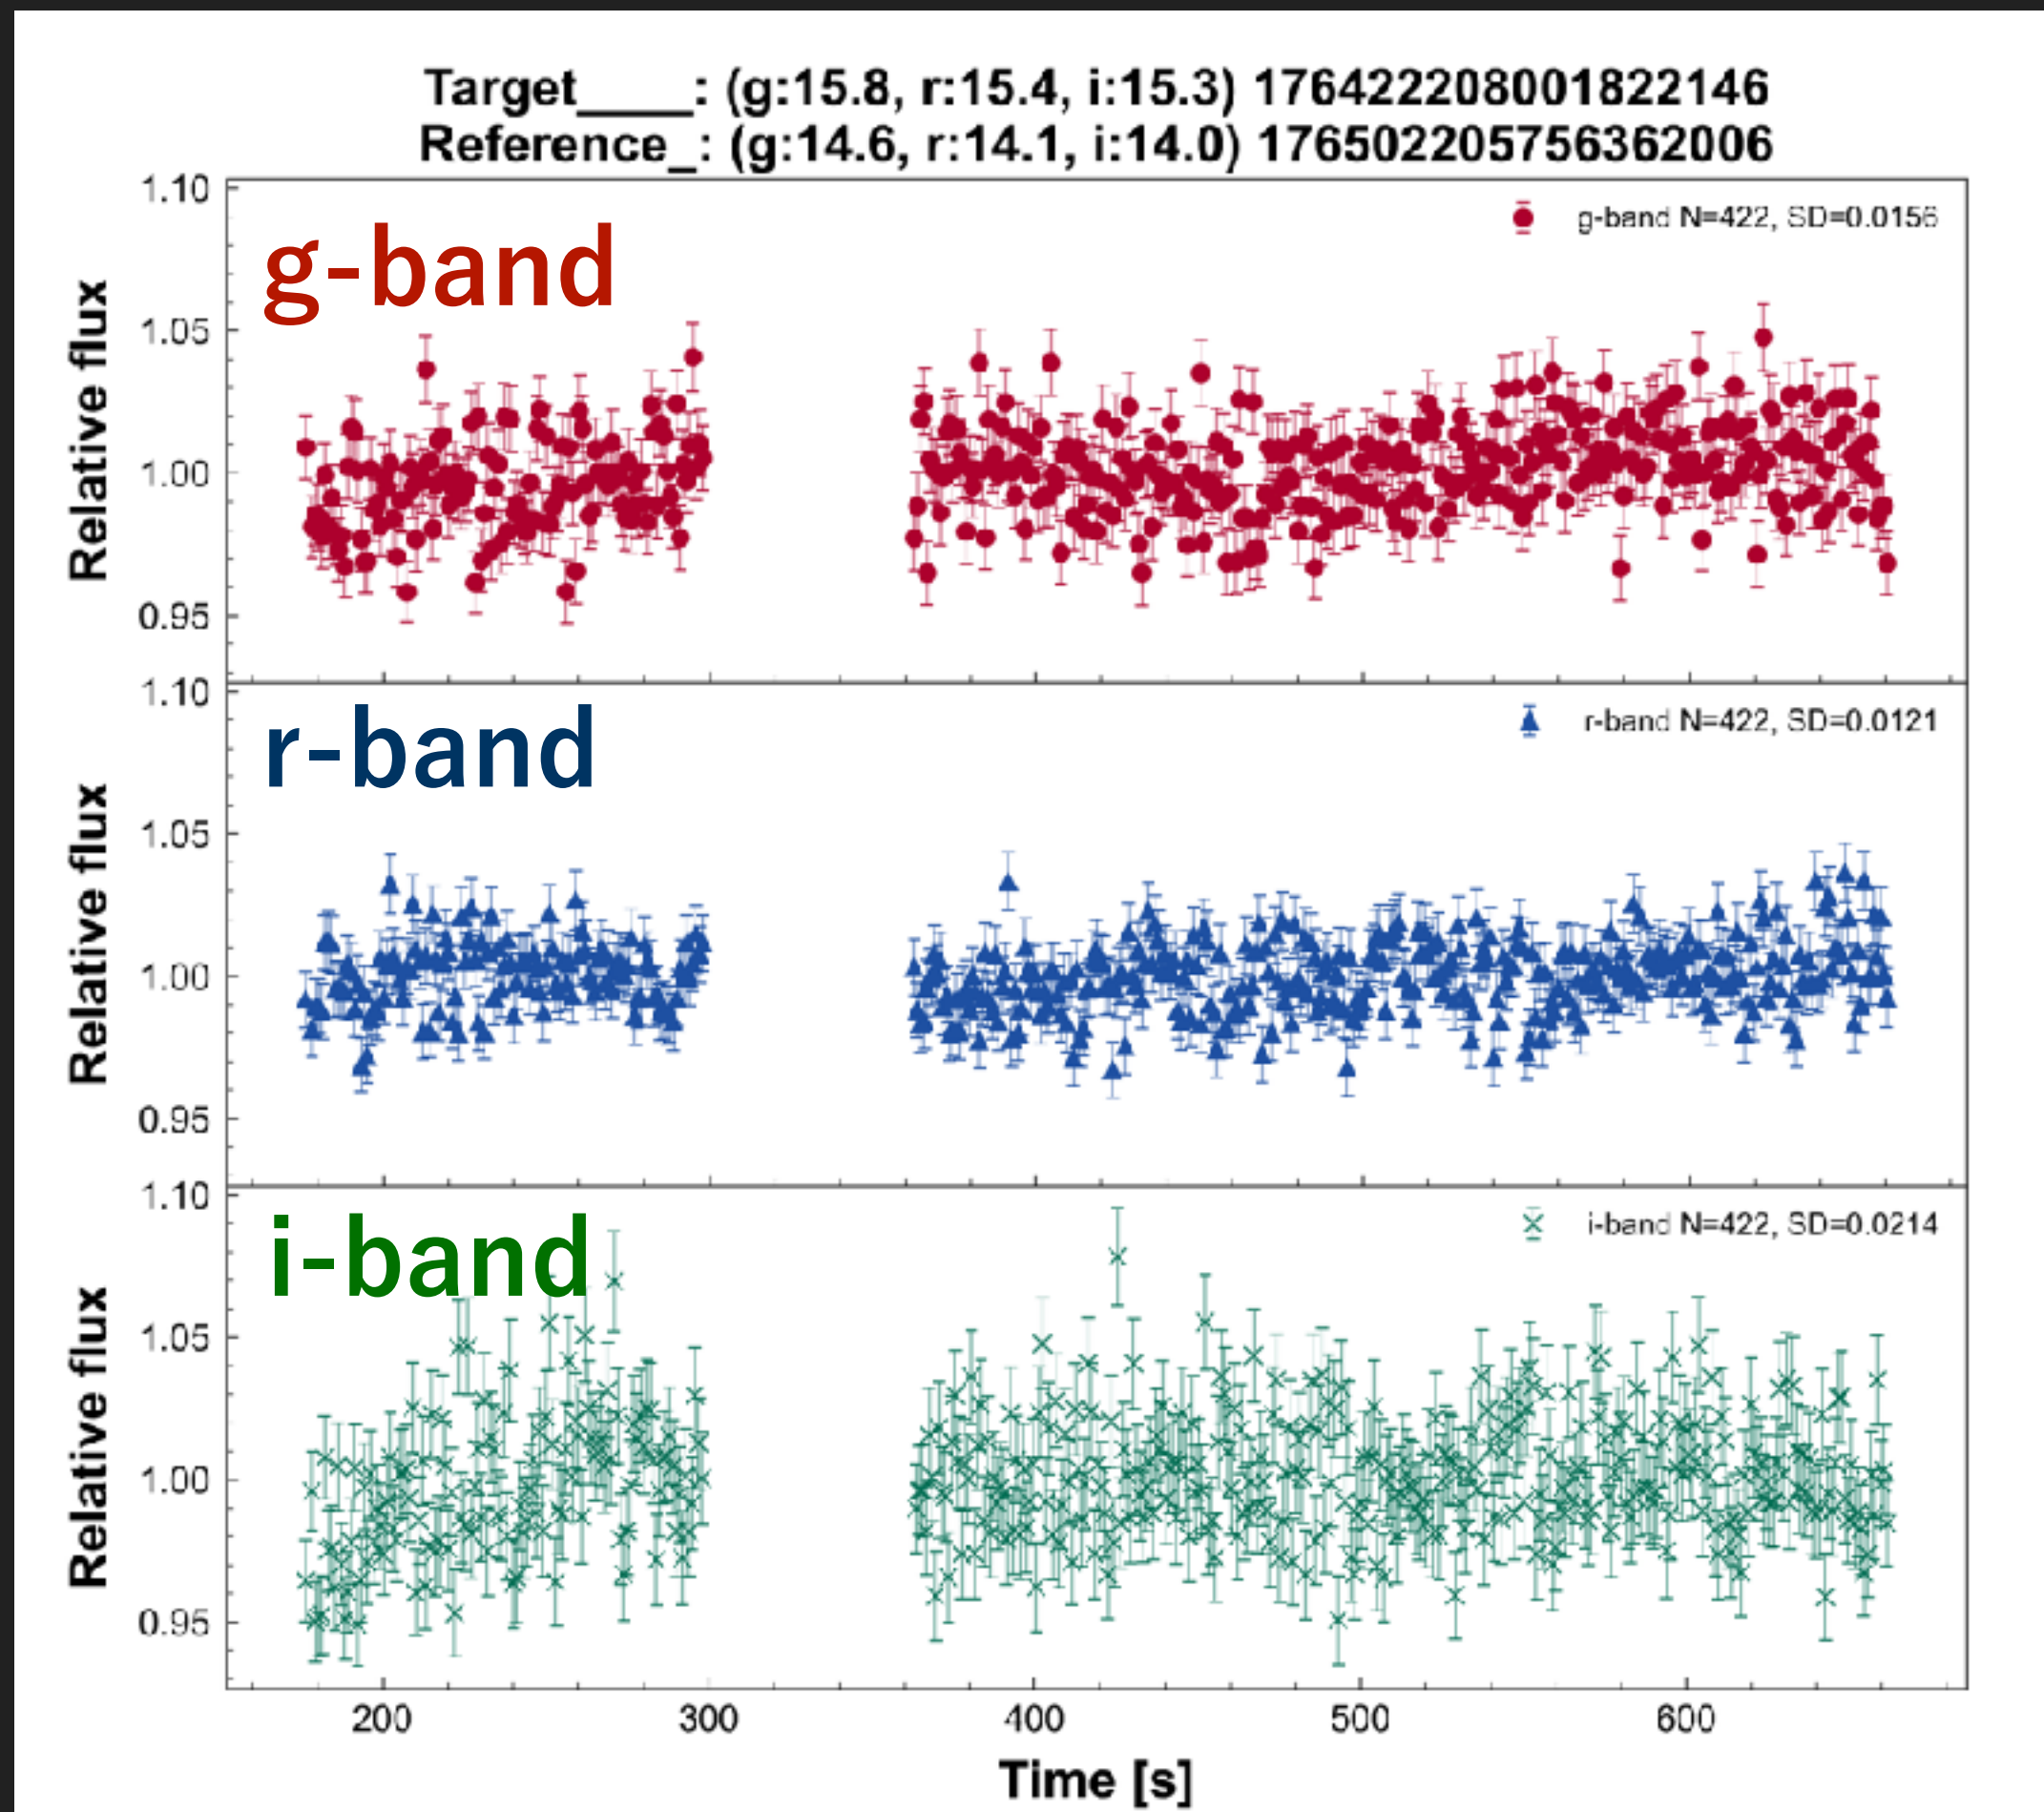 Target____: (g:15.8, r:15.4, i:15.3) 176422208001822146
Reference_: (g:14.6, r:14.1, i:14.0) 176502205756362006
1.10
g-band
g-band N=422, SD=0.0156
1.05
Relative flux
1.00
0.95
1.10
r-band
r-band N=422, SD=0.0121
1.05
Relative flux
1.00
0.95
1.10
i-band
i-band N=422, SD=0.0214
1.05
Relative flux
1.00
0.95
200 300 400 500 600
Time [s]